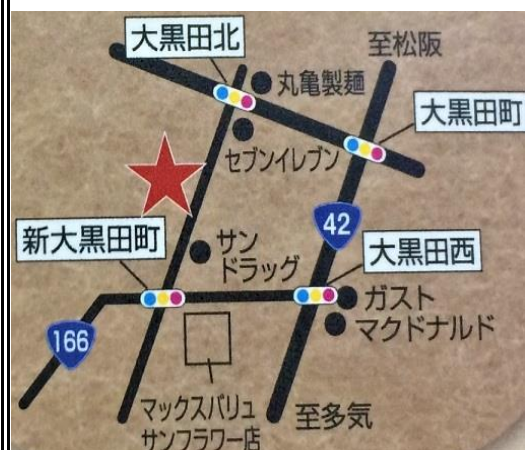 大黒田北
至松阪
丸亀製麺
大黒田町
セブンイレブン
42
新大黒田町
サン
ドラッグ
大黒田西
ガスト
マクドナルド
166
マックスバリュ
サンフラワー店
至多気